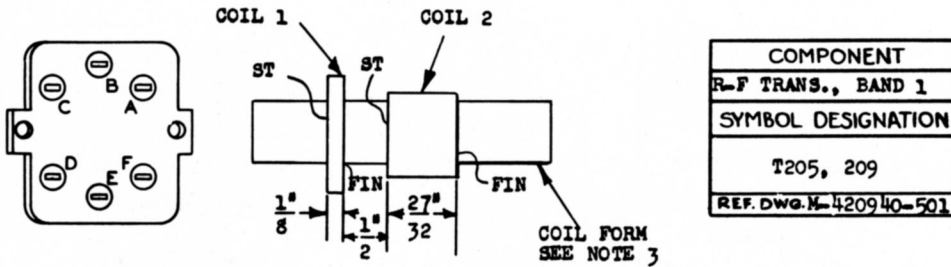 COIL 1
COIL 2
ST
ST
B
C
A
D
F
E
FIN
FIN
1"
8
1"
2
27"
32
COIL FORM
SEE NOTE 3
COMPONENT
R-F TRANS., BAND 1
SYMBOL DESIGNATION
T205, 209
REF. DWG. M-420940-501